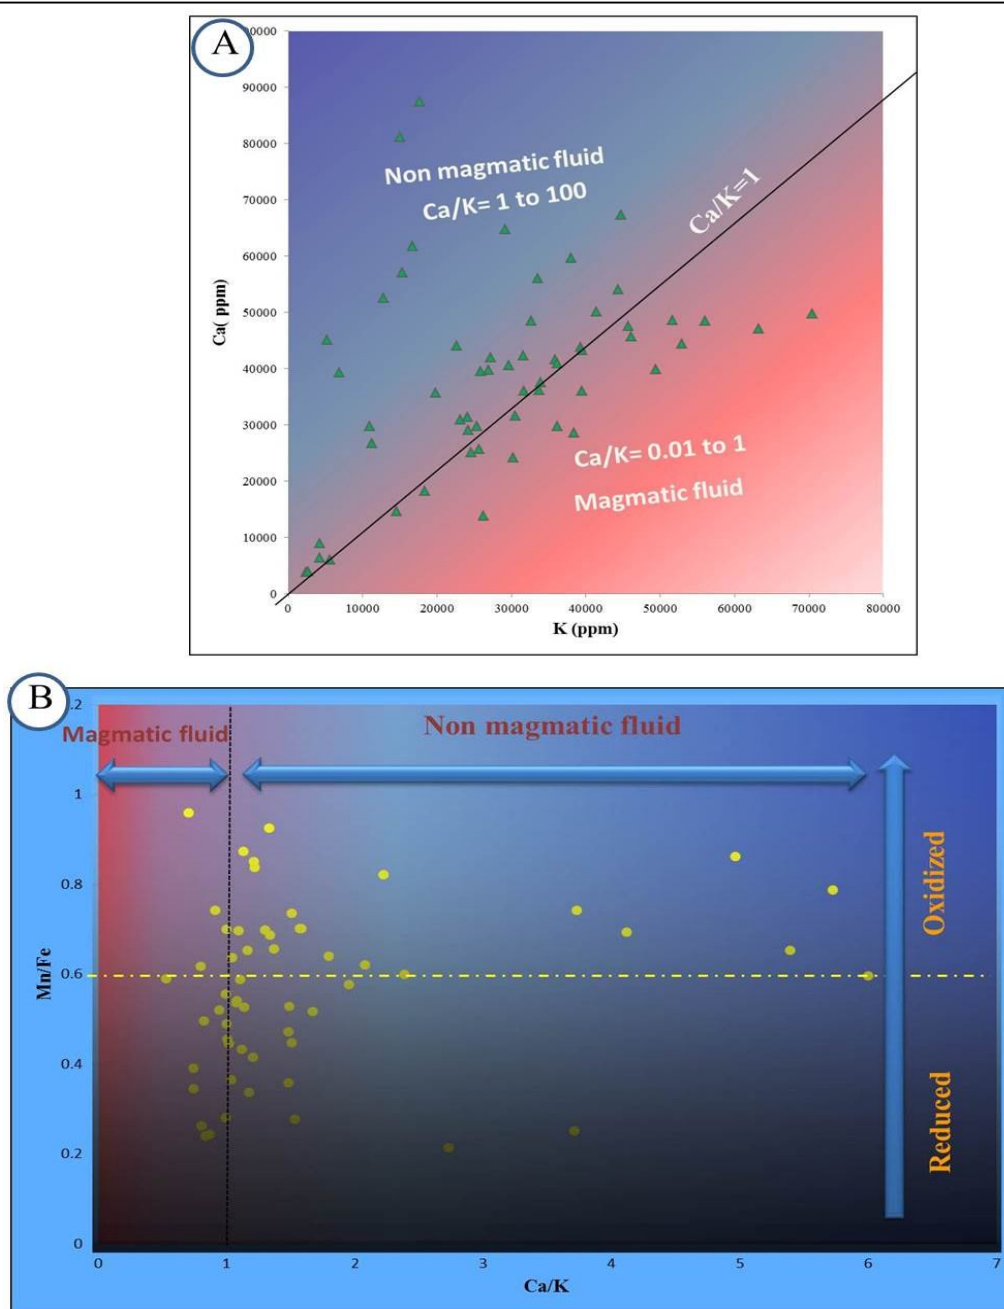 A
00000
90000
80000
70000
60000
50000
40000
30000
20000
10000
0
Ca( ppm)
Non magmatic fluid
Ca/K= 1 to 100
Ca/K=1
Ca/K= 0.01 to 1
Magmatic fluid
0 10000 20000 30000 40000 50000 60000 70000 80000
K (ppm)
B
.2
1
0.8
0.6
0.4
0.2
0
Mn/Fe
Magmatic fluid
Non magmatic fluid
Oxidized
Reduced
0 1 2 3 4 5 6 7
Ca/K